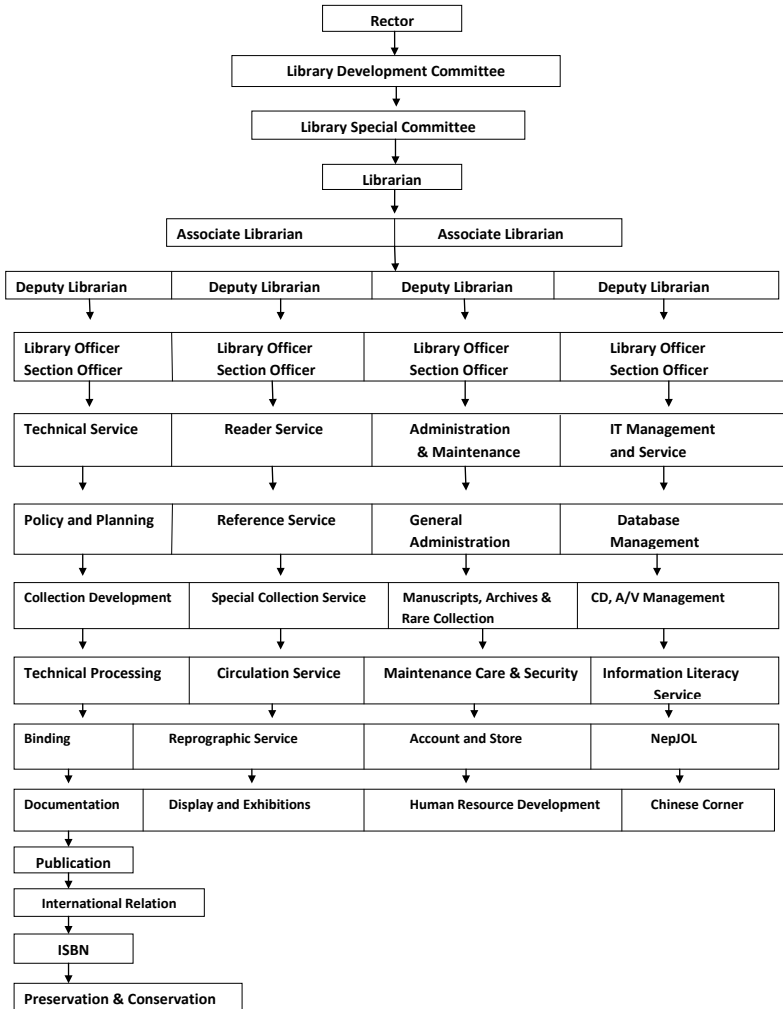 Rector
Library Development Committee
Library Special Committee
Librarian
Associate Librarian Associate Librarian
Deputy Librarian Deputy Librarian Deputy Librarian Deputy Librarian
Library Officer Library Officer Library Officer Library Officer
Section Officer Section Officer Section Officer Section Officer
Technical Service Reader Service Administration IT Management
& Maintenance and Service
Policy and Planning Reference Service General Database
Administration Management
Collection Development Special Collection Service Manuscripts, Archives & CD, A/V Management
Rare Collection
Technical Processing Circulation Service Maintenance Care & Security Information Literacy
Service
Binding Reprographic Service Account and Store NepJOL
Documentation Display and Exhibitions Human Resource Development Chinese Corner
Publication
International Relation
ISBN
Preservation & Conservation